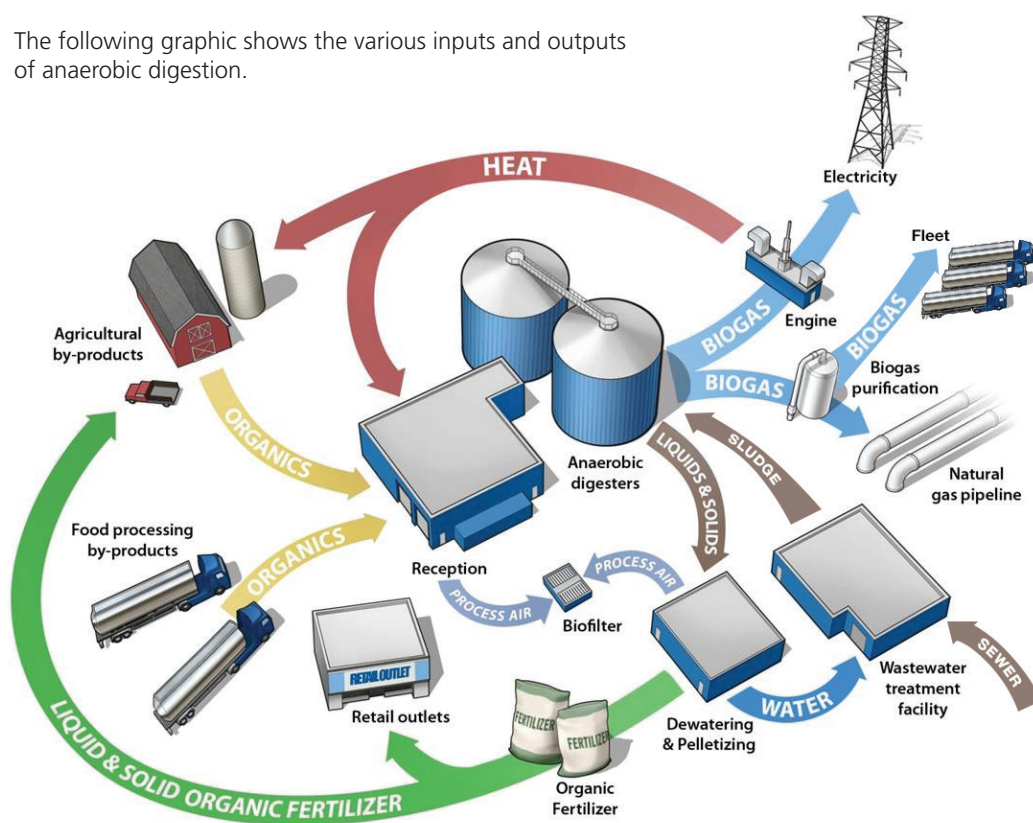 The following graphic shows the various inputs and outputs
of anaerobic digestion.
HEAT
Electricity
Fleet
Engine
BIOGAS
BIOGAS
BIOGAS
Biogas
purification
Natural
gas pipeline
Agricultural
by-products
ORGANICS
Anaerobic
digesters
LIQUIDS & SOLIDS
SLUDGE
Food processing
by-products
ORGANICS
Reception
PROCESS AIR
PROCESS AIR
Biofilter
RETAIL OUTLET
Retail outlets
Dewatering
& Pelletizing
WATER
Wastewater
treatment
facility
SEWER
FERTILIZER
FERTILIZER
Organic
Fertilizer
LIQUID & SOLID ORGANIC FERTILIZER